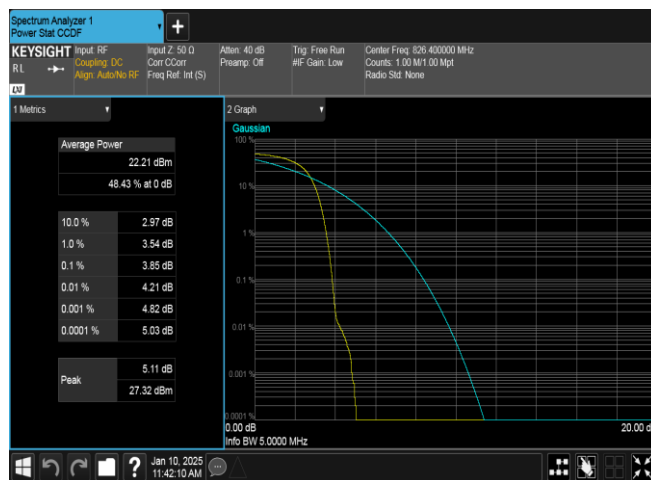 Spectrum Analyzer 1
Power Stat CCDF
+
KEYSIGHT
RL
LXI
Input: RF
Coupling: DC
Align: Auto/No RF
Input Z: 50 Ω
Corr CCorr
Freq Ref: Int (S)
Atten: 40 dB
Preamp: Off
Trig: Free Run
#IF Gain: Low
Center Freq: 826.400000 MHz
Counts: 1.00 M/1.00 Mpt
Radio Std: None
1 Metrics
Average Power
22.21 dBm
48.43 % at 0 dB
10.0 % 2.97 dB
1.0 % 3.54 dB
0.1 % 3.85 dB
0.01 % 4.21 dB
0.001 % 4.82 dB
0.0001 % 5.03 dB
Peak
5.11 dB
27.32 dBm
2 Graph
Gaussian
100 %
10 %
1 %
0.1 %
0.01 %
0.001 %
0.0001 %
0.00 dB
20.00 d
Info BW 5.0000 MHz
?
Jan 10, 2025
11:42:10 AM